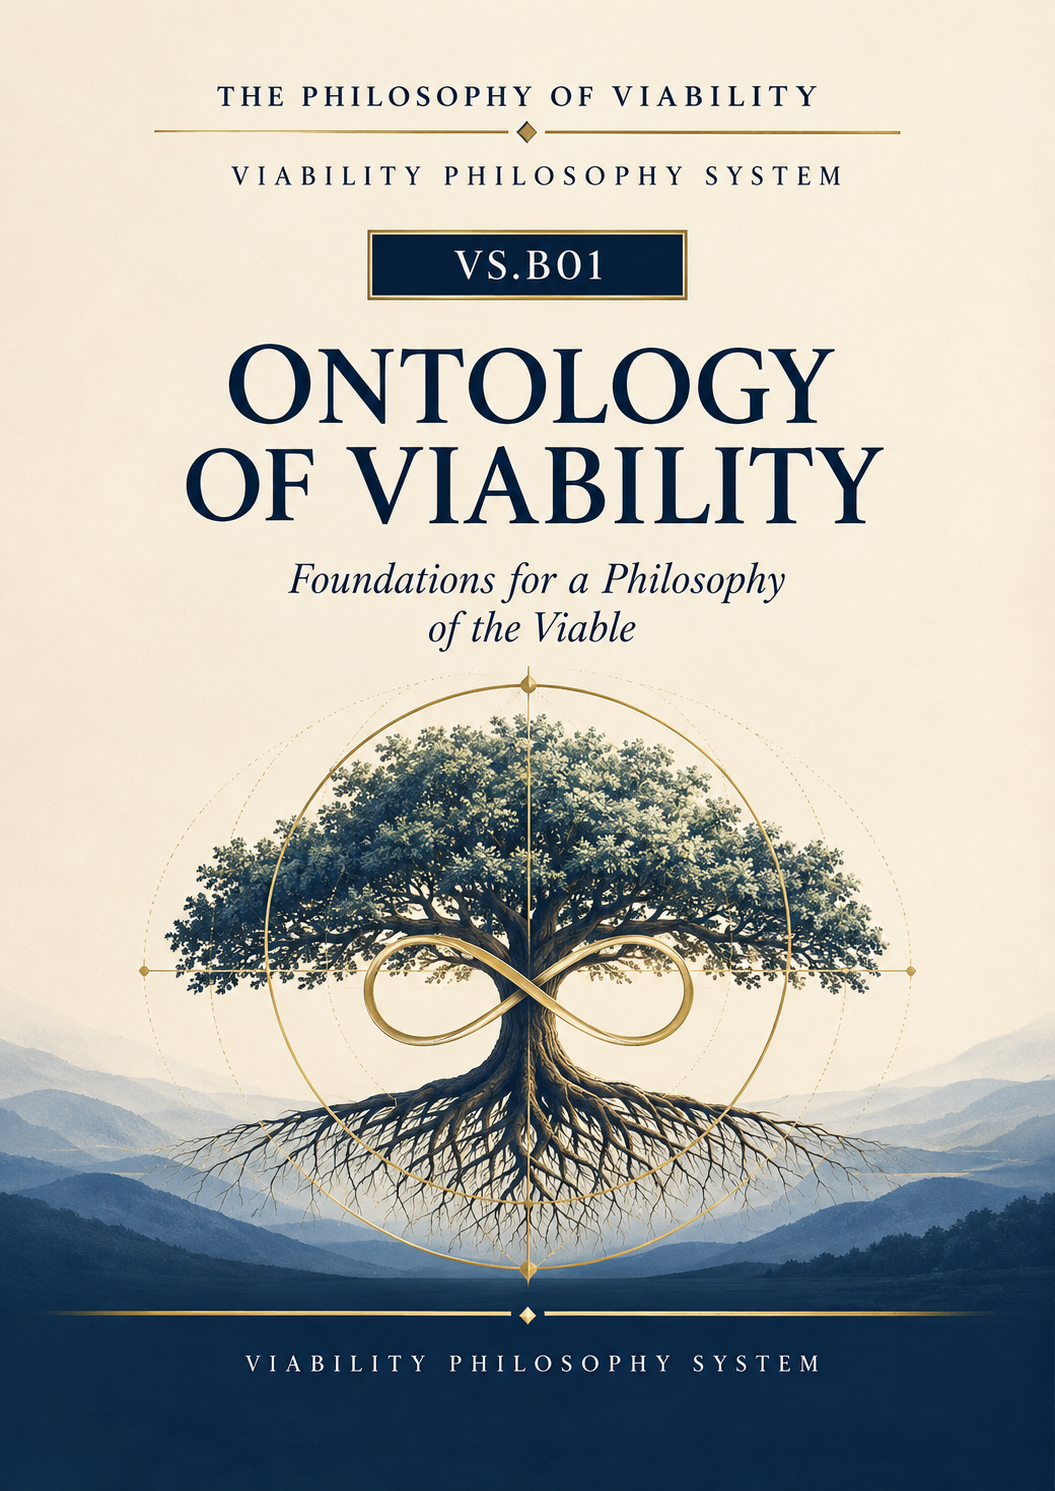 THE PHILOSOPHY OF VIABILITY
VIABILITY PHILOSOPHY SYSTEM
VS.B01
ONTOLOGY
OF VIABILITY
Foundations for a Philosophy
of the Viable
VIABILITY PHILOSOPHY SYSTEM